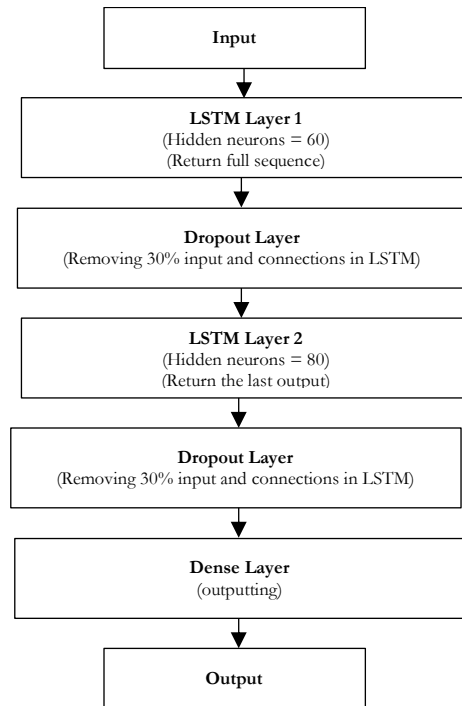 Input
LSTM Layer 1
(Hidden neurons = 60)
(Return full sequence)
Dropout Layer
(Removing 30% input and connections in LSTM)
LSTM Layer 2
(Hidden neurons = 80)
(Return the last output)
Dropout Layer
(Removing 30% input and connections in LSTM)
Dense Layer
(outputting)
Output